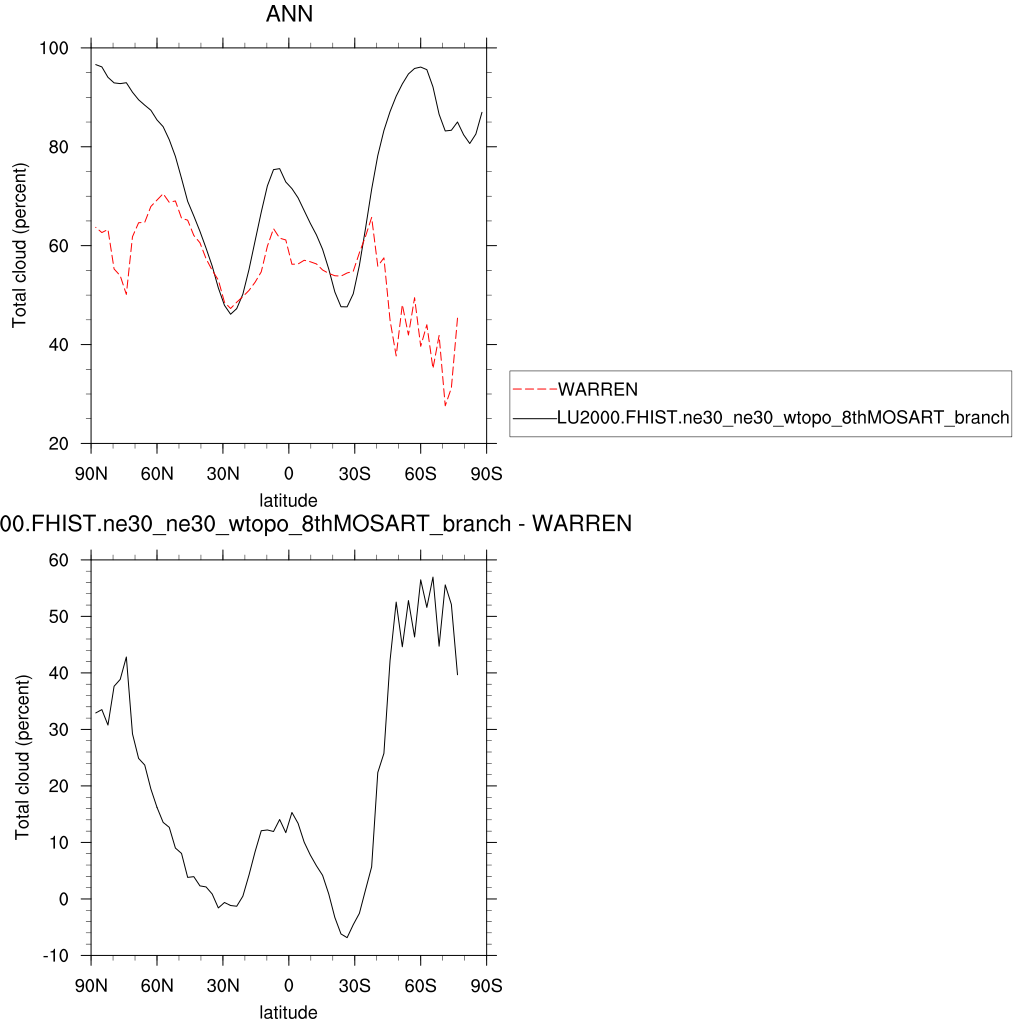 ANN
100
80
60
40
20
Total cloud (percent)
90N 60N 30N 0 30S 60S 90S
latitude
WARREN
LU2000.FHIST.ne30_ne30_wtopo_8thMOSART_branch
00.FHIST.ne30_ne30_wtopo_8thMOSART_branch - WARREN
60
50
40
30
20
10
0
-10
Total cloud (percent)
90N 60N 30N 0 30S 60S 90S
latitude